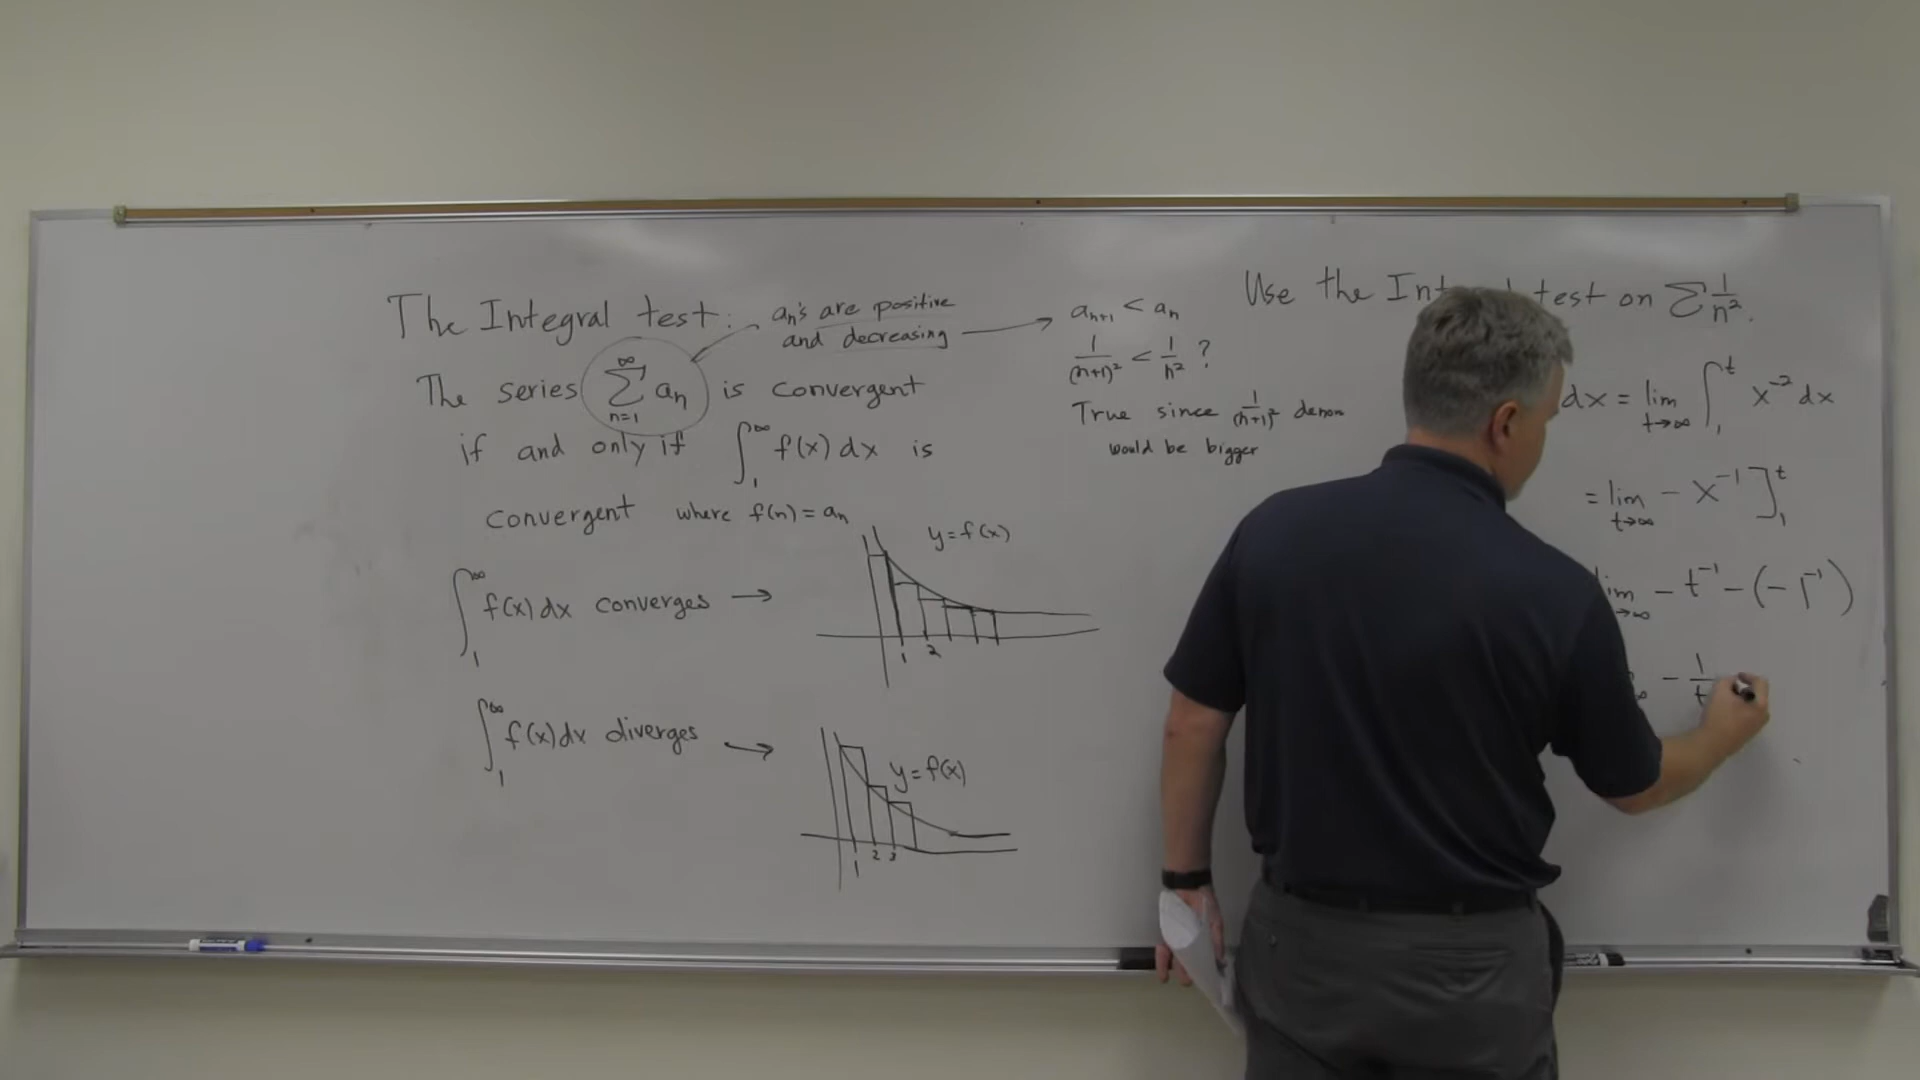 The Integral test:
aₙ's are positive
and decreasing
The series ∑ₙ₌₁^∞ aₙ is convergent
if and only if ∫₁^∞ f(x) dx is
convergent where f(n) = aₙ
∫₁^∞ f(x) dx converges →
y = f(x)
1 2
∫₁^∞ f(x) dx diverges →
y = f(x)
1 2 3
aₙ₊₁ < aₙ
1/(n+1)² < 1/n² ?
True since 1/(n+1)² denom
would be bigger
Use the test on ∑ 1/n².
dx = lim t→∞ ∫₁^t x⁻² dx
= lim t→∞ - x⁻¹ ]₁^t
lim →∞ - t⁻¹ - (- 1⁻¹)
∞ - 1/t